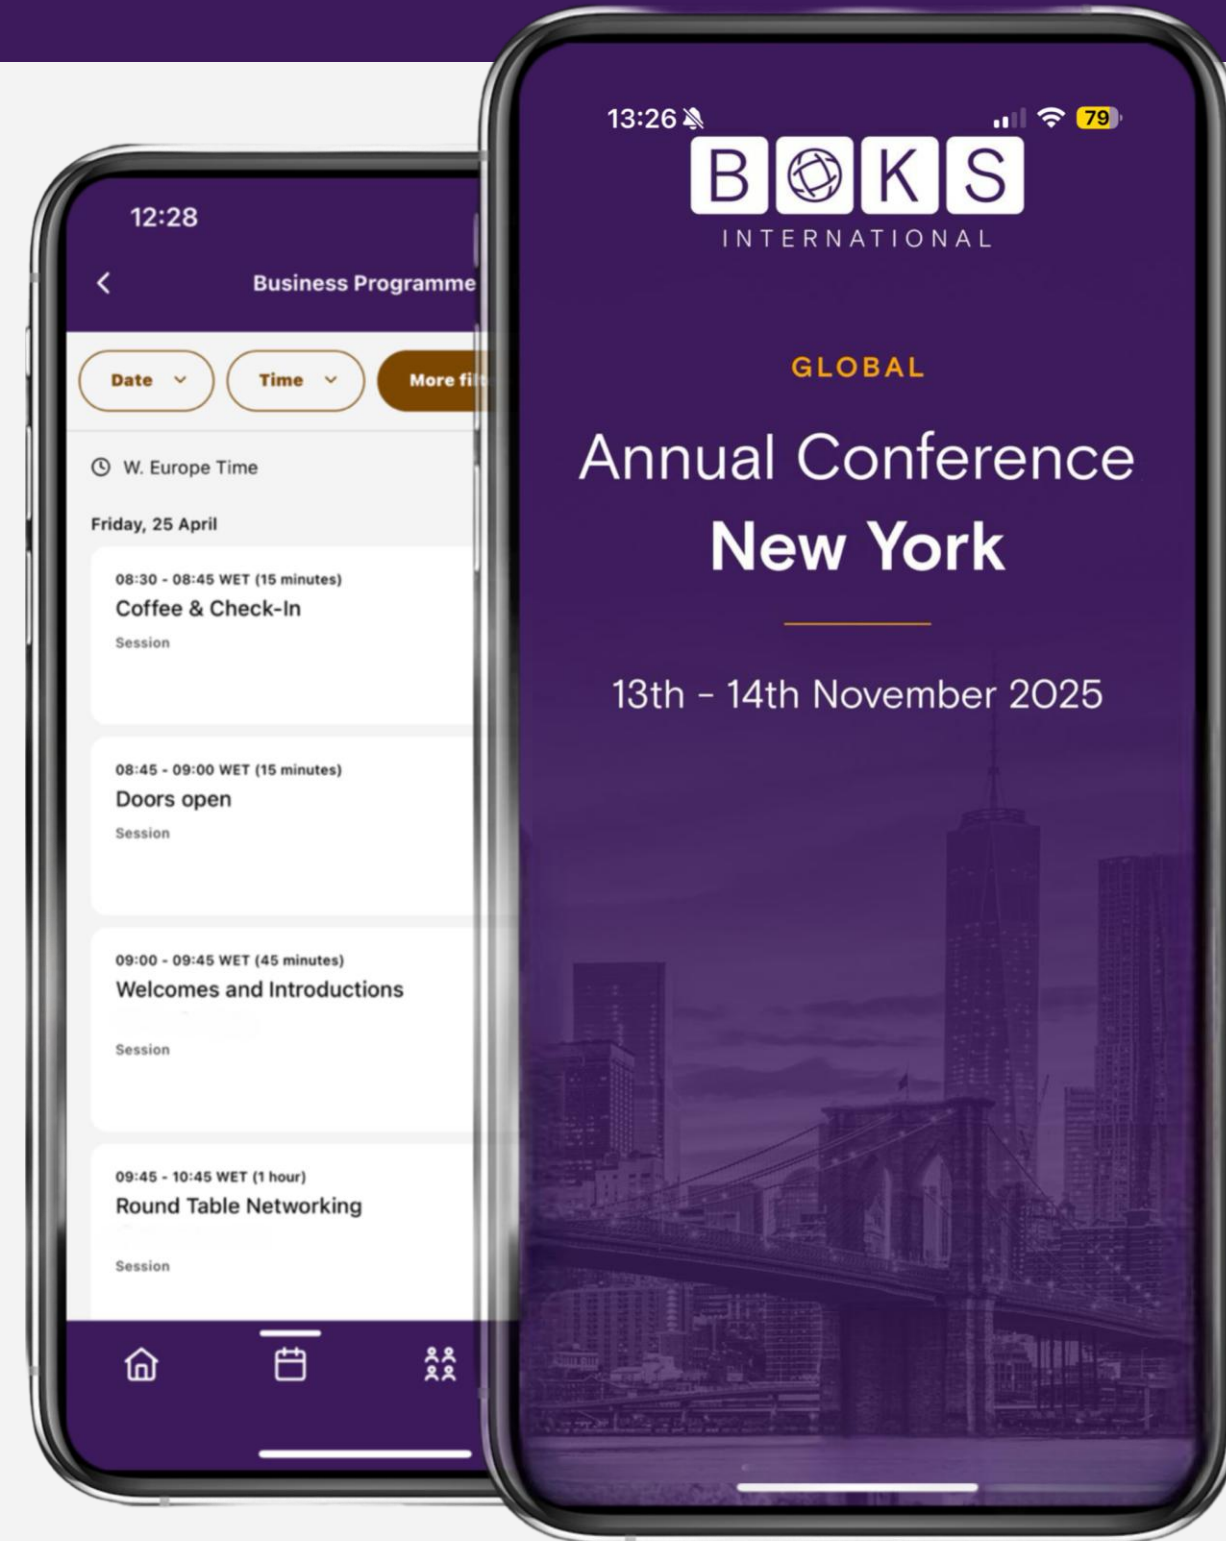 12:28
Business Programme
Date
Time
More
W. Europe Time
Friday, 25 April
08:30 - 08:45 WET (15 minutes)
Coffee & Check-In
Session
08:45 - 09:00 WET (15 minutes)
Doors open
Session
09:00 - 09:45 WET (45 minutes)
Welcomes and Introductions
Session
09:45 - 10:45 WET (1 hour)
Round Table Networking
Session
13:26
79
BOKS
INTERNATIONAL
GLOBAL
Annual Conference
New York
13th - 14th November 2025